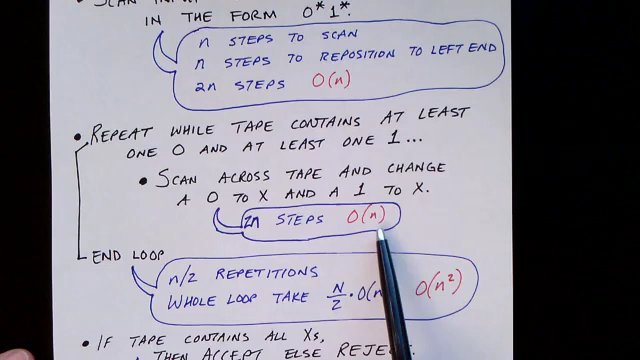 • SCAN INPUT
IN THE FORM 0*1*.
n STEPS TO SCAN
n STEPS TO REPOSITION TO LEFT END
2n STEPS O(n)
• REPEAT WHILE TAPE CONTAINS AT LEAST
ONE 0 AND AT LEAST ONE 1...
• SCAN ACROSS TAPE AND CHANGE
A 0 TO X AND A 1 TO X.
2n STEPS O(n)
END LOOP
n/2 REPETITIONS
WHOLE LOOP TAKE N/2 · O(n O(n²)
• IF TAPE CONTAINS ALL Xs,
THEN ACCEPT ELSE REJECT.